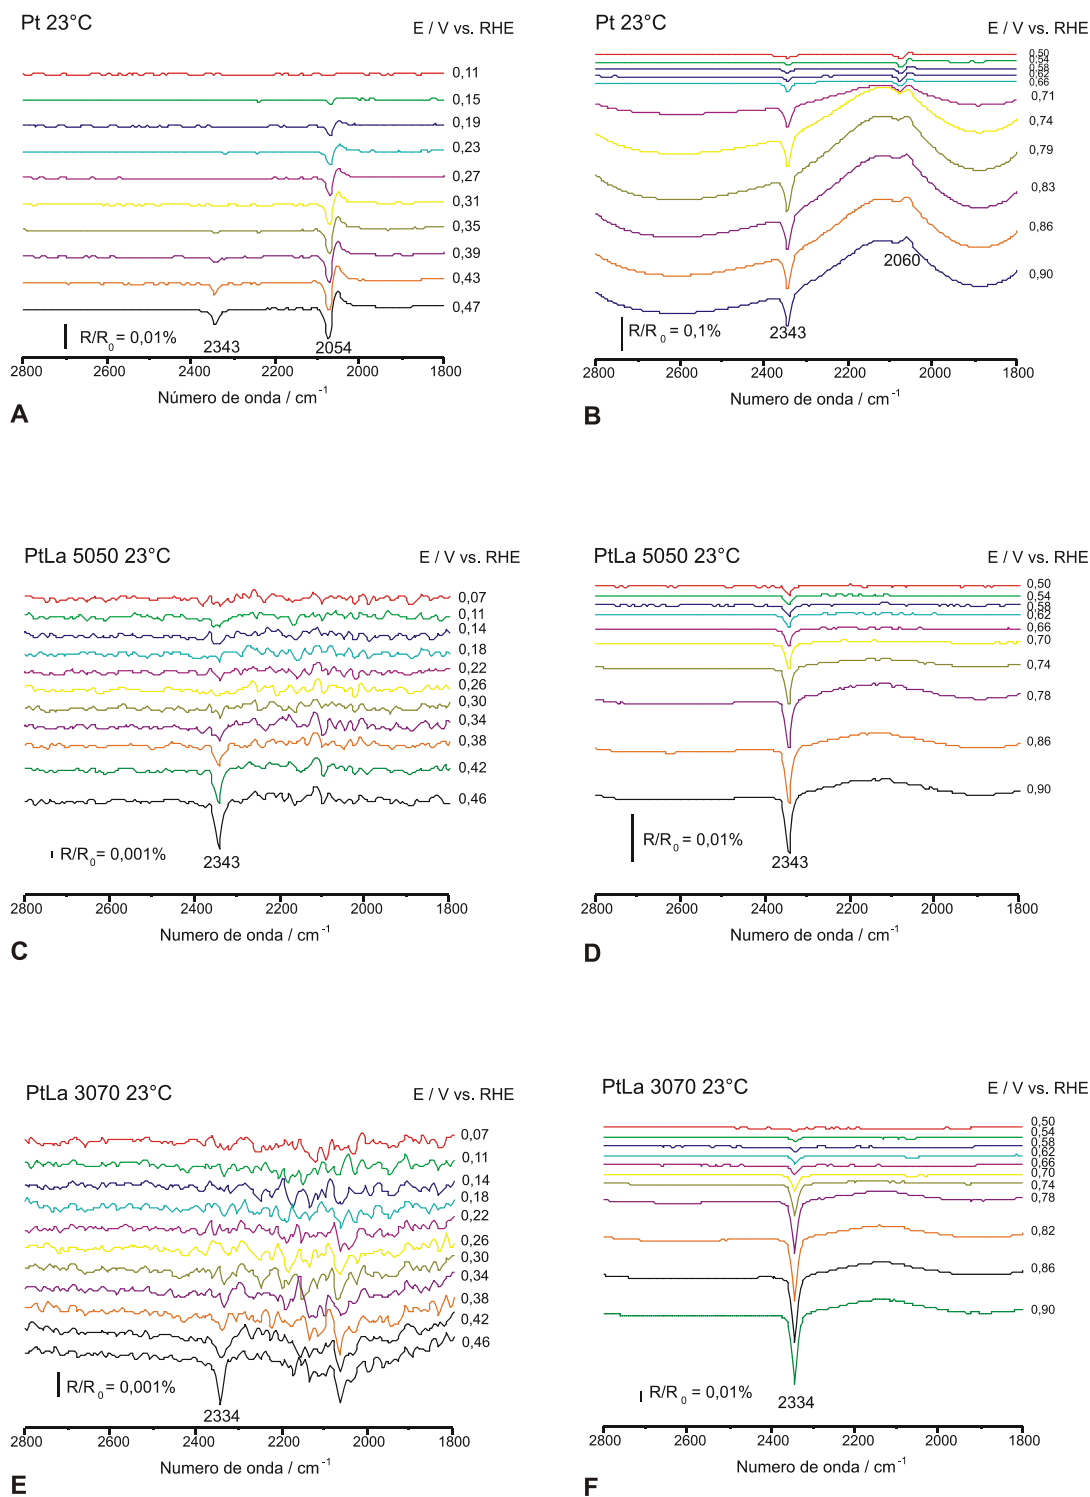 Pt 23°C
E / V vs. RHE
0,11
0,15
0,19
0,23
0,27
0,31
0,35
0,39
0,43
0,47
R/R0 = 0,01%
2343
2054
2800 2600 2400 2200 2000 1800
Número de onda / cm-1
A
Pt 23°C
E / V vs. RHE
0,50
0,54
0,58
0,62
0,66
0,71
0,74
0,79
0,83
0,86
0,90
2060
R/R0 = 0,1%
2343
2800 2600 2400 2200 2000 1800
Numero de onda / cm-1
B
PtLa 5050 23°C
E / V vs. RHE
0,07
0,11
0,14
0,18
0,22
0,26
0,30
0,34
0,38
0,42
0,46
R/R0= 0,001%
2343
2800 2600 2400 2200 2000 1800
Numero de onda / cm-1
C
PtLa 5050 23°C
E / V vs. RHE
0,50
0,54
0,58
0,62
0,66
0,70
0,74
0,78
0,86
0,90
R/R0 = 0,01%
2343
2800 2600 2400 2200 2000 1800
Numero de onda / cm-1
D
PtLa 3070 23°C
E / V vs. RHE
0,07
0,11
0,14
0,18
0,22
0,26
0,30
0,34
0,38
0,42
0,46
R/R0 = 0,001%
2334
2800 2600 2400 2200 2000 1800
Numero de onda / cm-1
E
PtLa 3070 23°C
E / V vs. RHE
0,50
0,54
0,58
0,62
0,66
0,70
0,74
0,78
0,82
0,86
0,90
R/R0 = 0,01%
2334
2800 2600 2400 2200 2000 1800
Numero de onda / cm-1
F